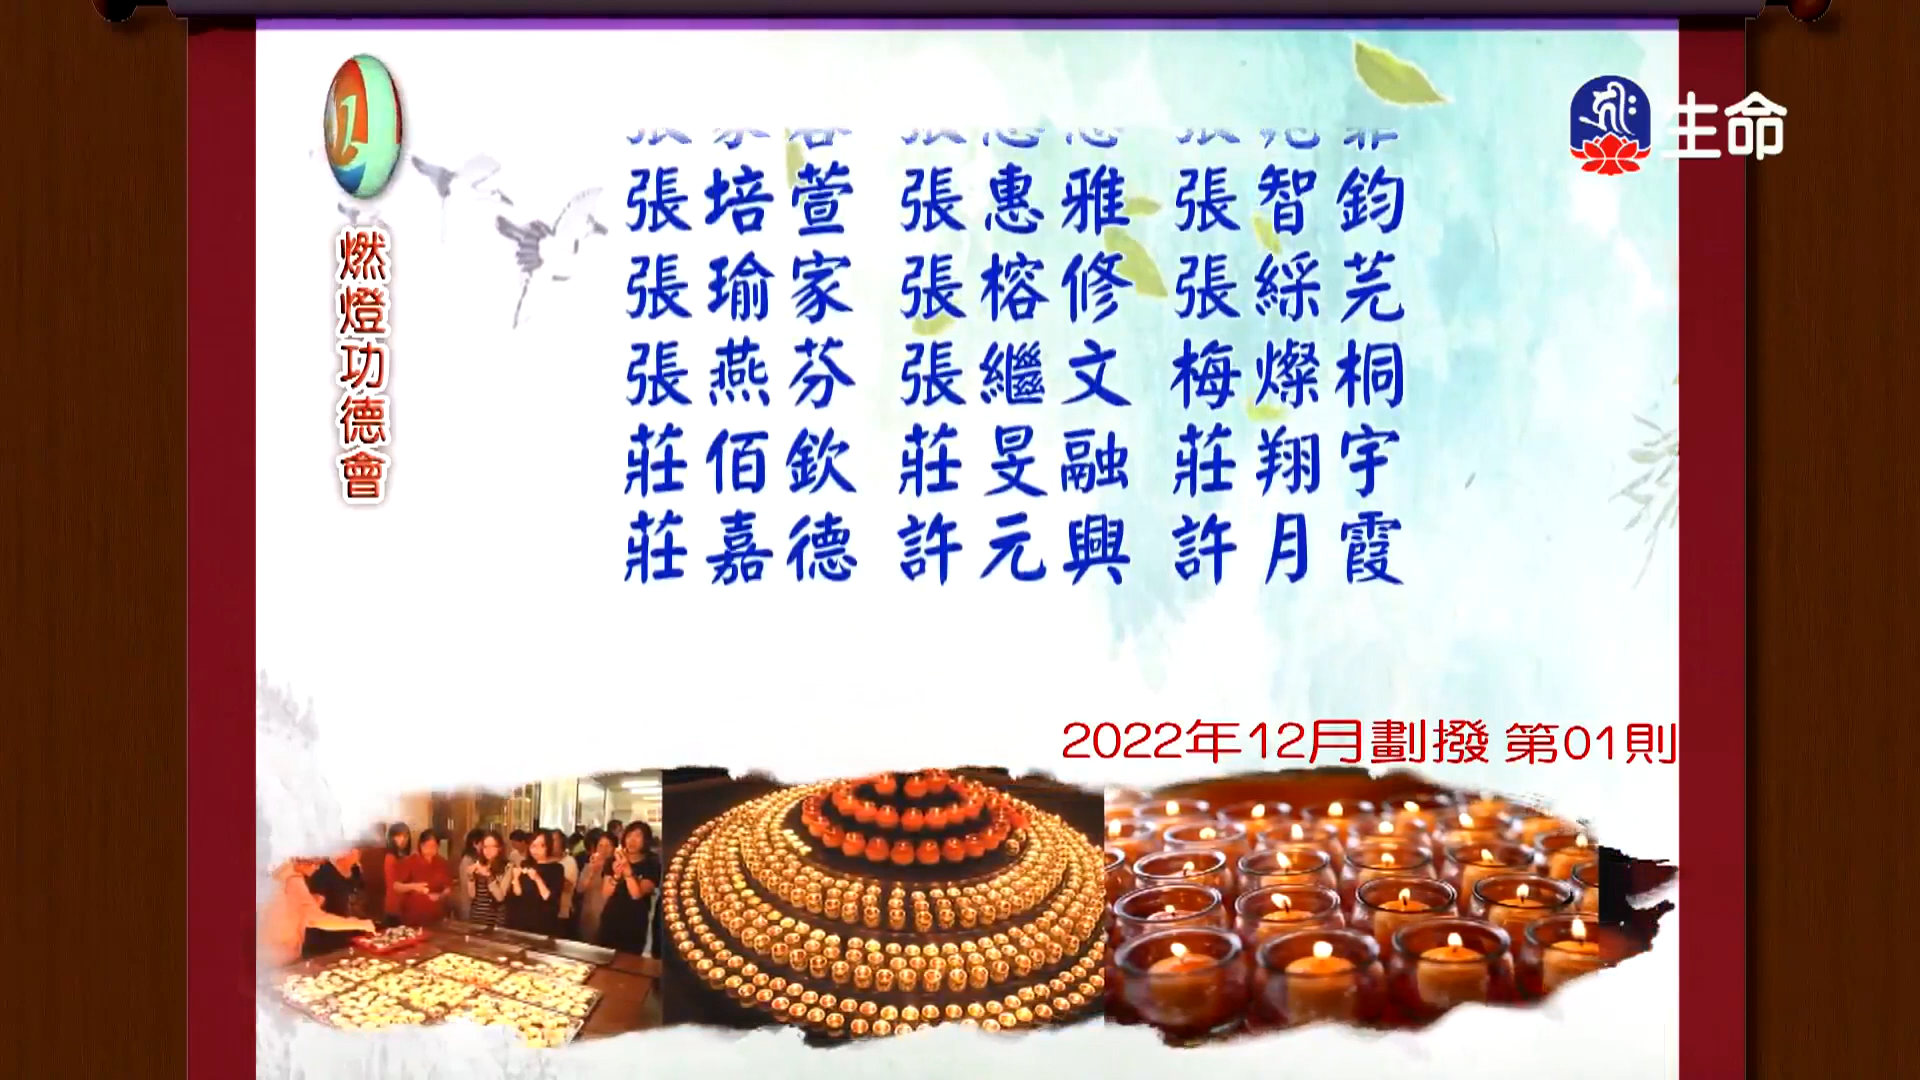 生命
燃燈功德會
張培萱 張惠雅 張智鈞
張瑜家 張榕修 張綵芫
張燕芬 張繼文 梅燦桐
莊佰欽 莊旻融 莊翔宇
莊嘉德 許元興 許月霞
2022年12月劃撥 第01則